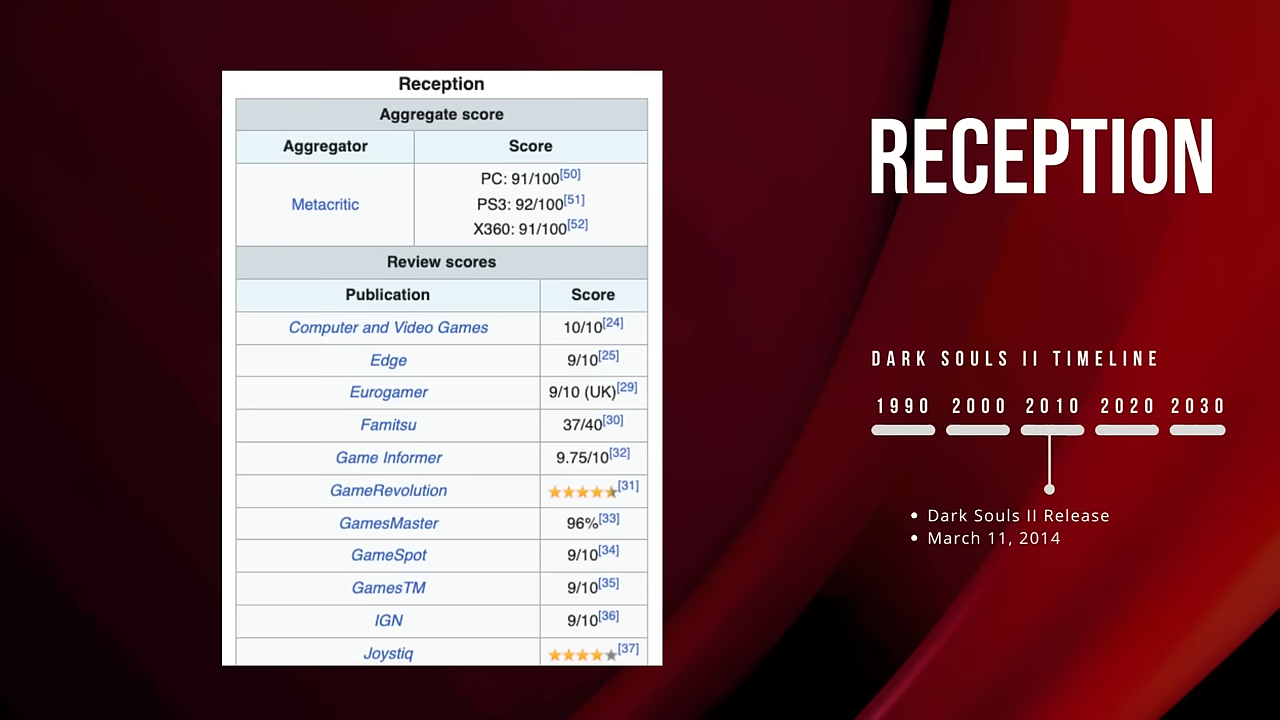 Reception
Aggregate score
Aggregator Score
Metacritic
PC: 91/100[50]
PS3: 92/100[51]
X360: 91/100[52]
Review scores
Publication Score
Computer and Video Games 10/10[24]
Edge 9/10[25]
Eurogamer 9/10 (UK)[29]
Famitsu 37/40[30]
Game Informer 9.75/10[32]
GameRevolution [31]
GamesMaster 96%[33]
GameSpot 9/10[34]
GamesTM 9/10[35]
IGN 9/10[36]
Joystiq [37]
RECEPTION
DARK SOULS II TIMELINE
1990 2000 2010 2020 2030
Dark Souls II Release
March 11, 2014